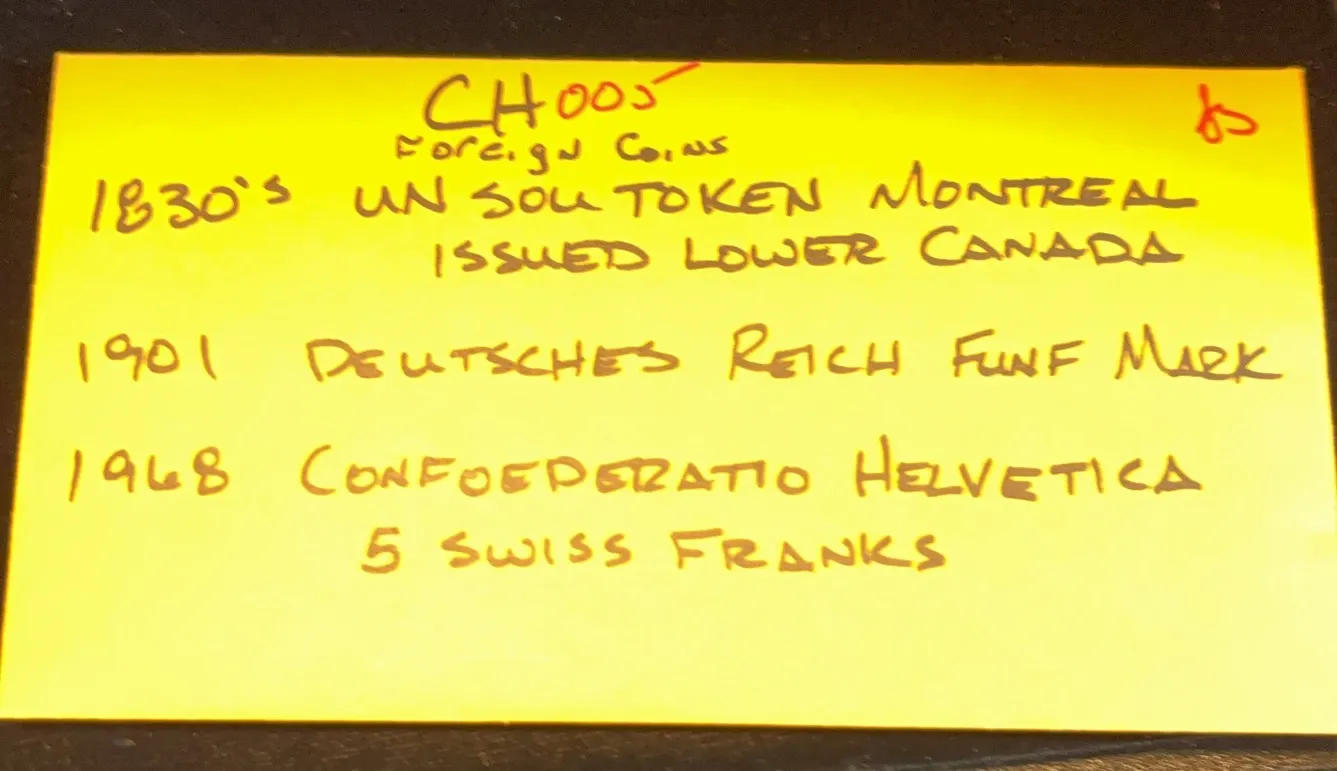 CH005
Foreign Coins
1830's UN SOU TOKEN MONTREAL
ISSUED LOWER CANADA
1901 DEUTSCHES REICH FUNF MARK
1968 CONFOEDERATIO HELVETICA
5 SWISS FRANKS